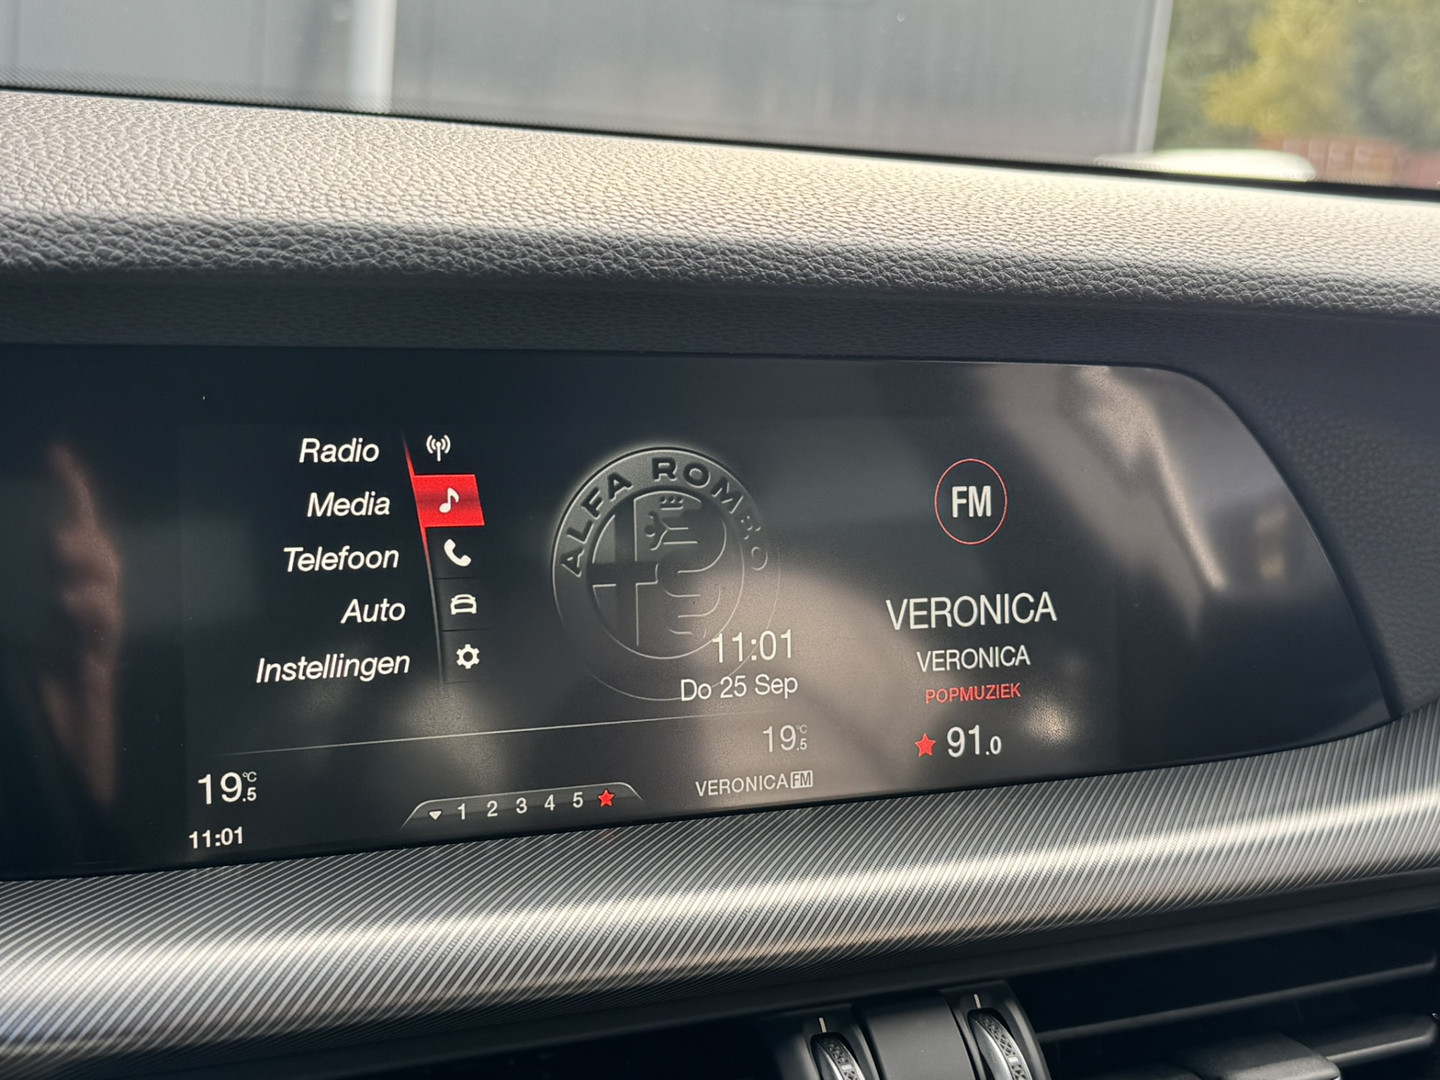 Radio
Media
Telefoon
Auto
Instellingen
19.5 °C
11:01
1 2 3 4 5
ALFA ROMEO
11:01
Do 25 Sep
19.5 °C
VERONICA FM
FM
VERONICA
VERONICA
POPMUZIEK
91.0